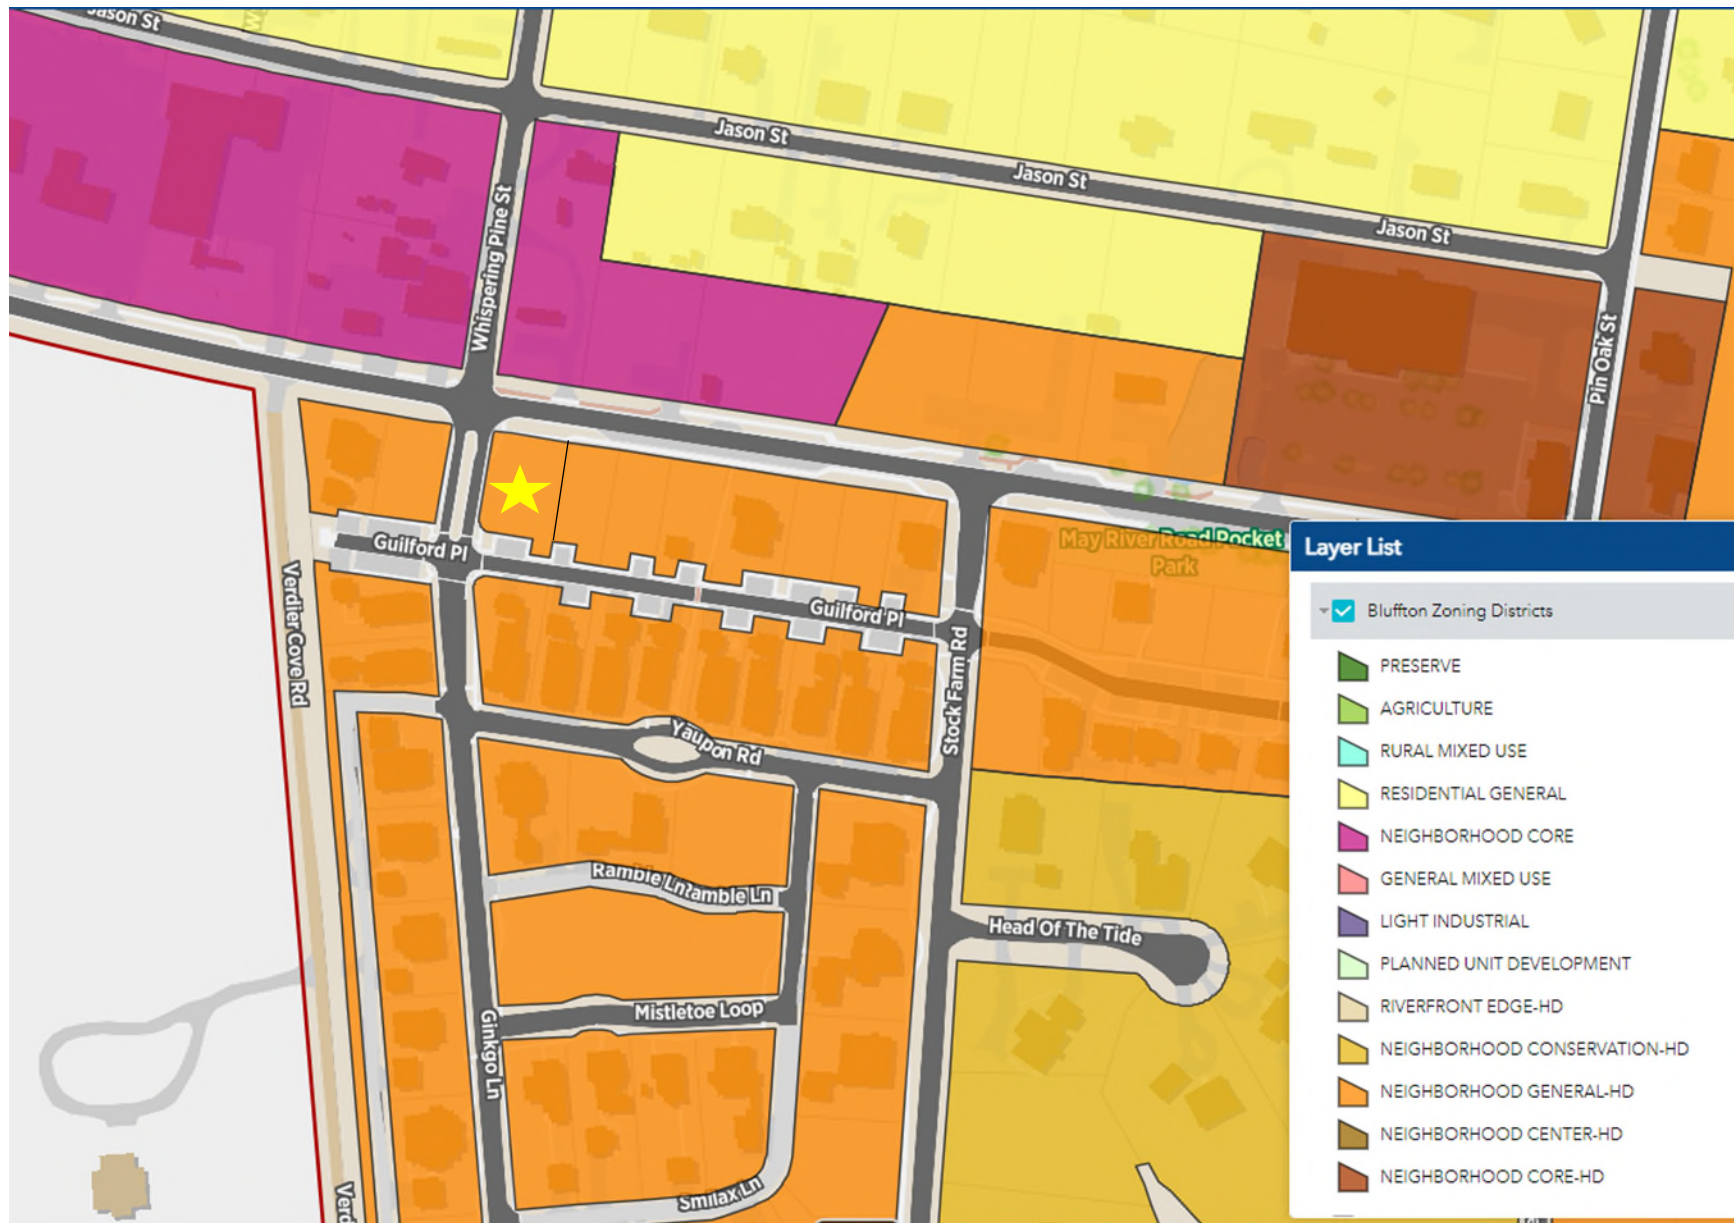 Jason St
Jason St
Jason St
Jason St
Whispering Pine St
Pin Oak St
Guilford Pl
May River Road Pocket
Park
Verdier Cove Rd
Guilford Pl
Stock Farm Rd
Yaupon Rd
Ramble Ln
Ramble Ln
Head Of The Tide
Ginkgo Ln
Mistletoe Loop
Smilax Ln
Verd
Layer List
Bluffton Zoning Districts
PRESERVE
AGRICULTURE
RURAL MIXED USE
RESIDENTIAL GENERAL
NEIGHBORHOOD CORE
GENERAL MIXED USE
LIGHT INDUSTRIAL
PLANNED UNIT DEVELOPMENT
RIVERFRONT EDGE-HD
NEIGHBORHOOD CONSERVATION-HD
NEIGHBORHOOD GENERAL-HD
NEIGHBORHOOD CENTER-HD
NEIGHBORHOOD CORE-HD